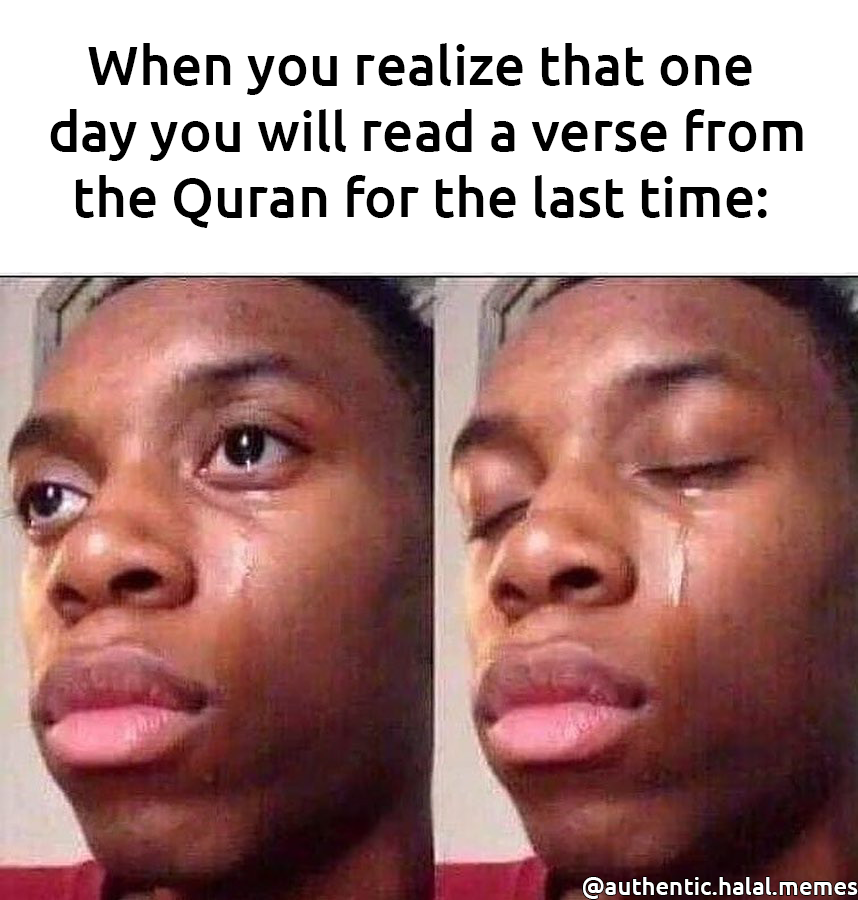 When you realize that one
day you will read a verse from
the Quran for the last time:
@authentic.halal.memes